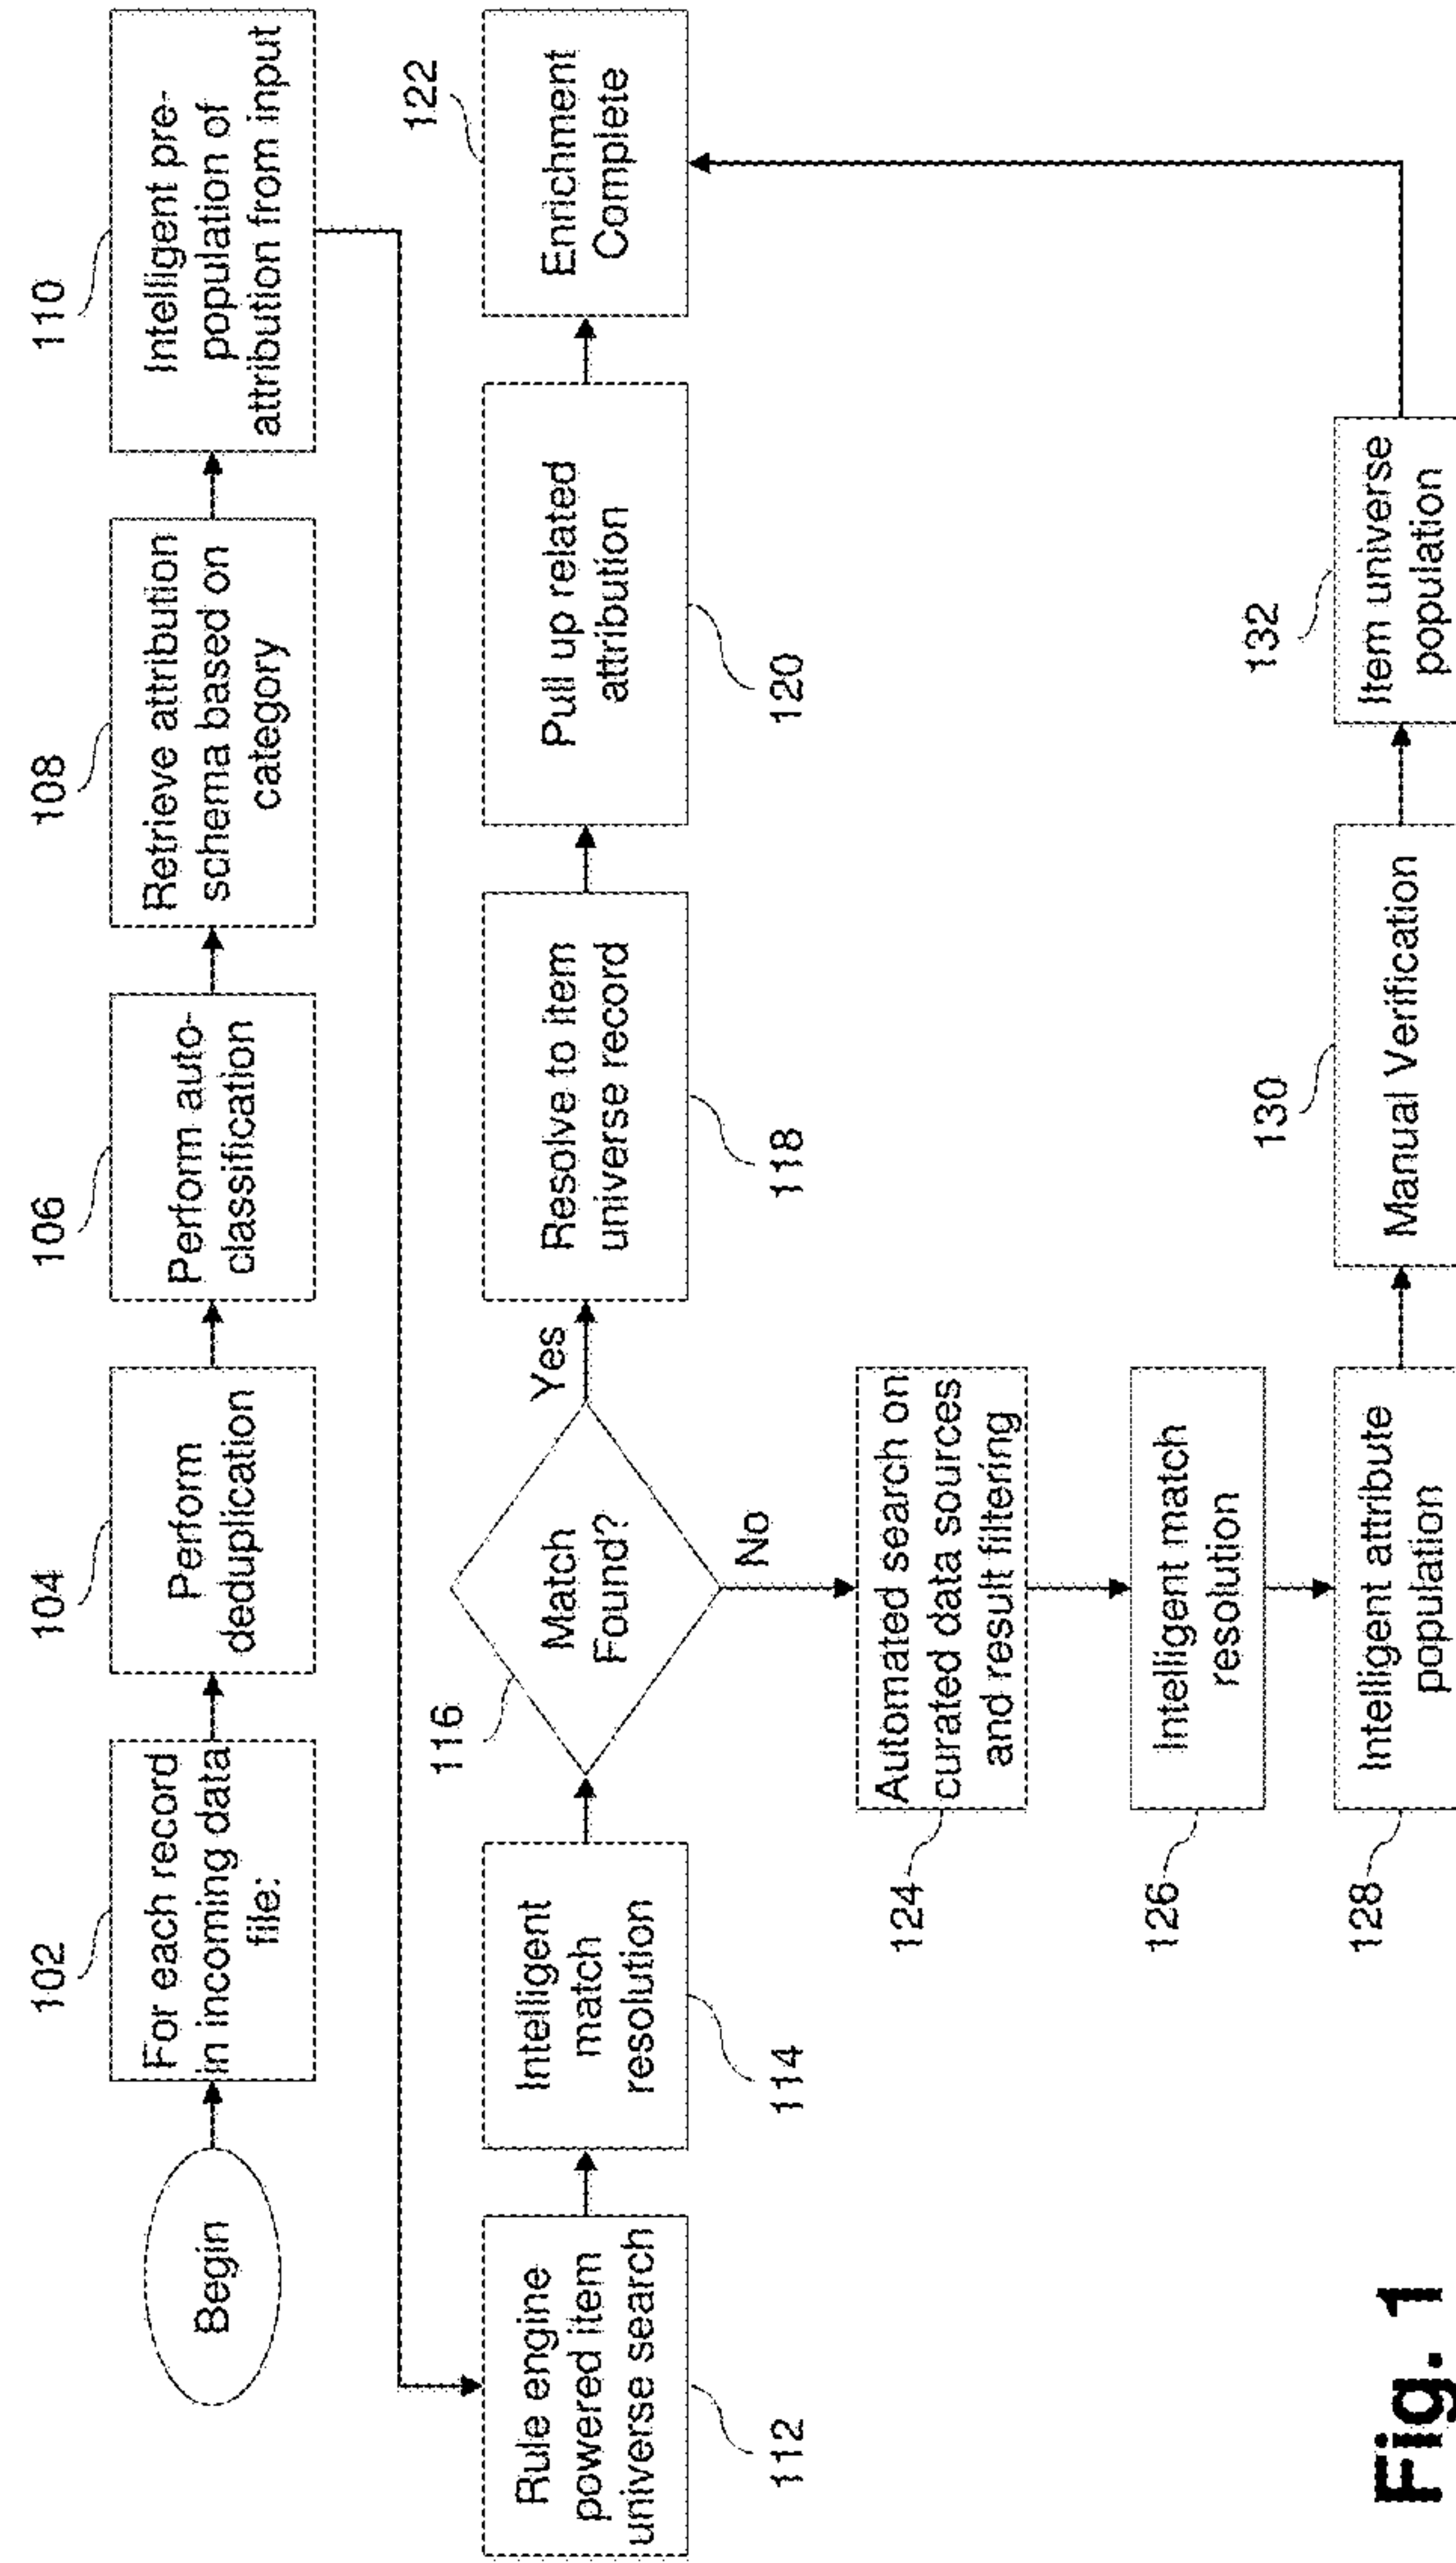 102
104
106
108
110
Begin
For each record
in incoming data
file:
Perform
deduplication
Perform auto-
classification
Retrieve attribution
schema based on
category
Intelligent pre-
population of
attribution from input
116
122
Rule engine
powered item
universe search
Intelligent
match
resolution
Match
Found?
Yes
Resolve to item
universe record
Pull up related
attribution
Enrichment
Complete
112
114
No
118
120
124
Automated search on
curated data sources
and result filtering
126
Intelligent match
resolution
128
Intelligent attribute
population
130
Manual Verification
132
Item universe
population
Fig. 1